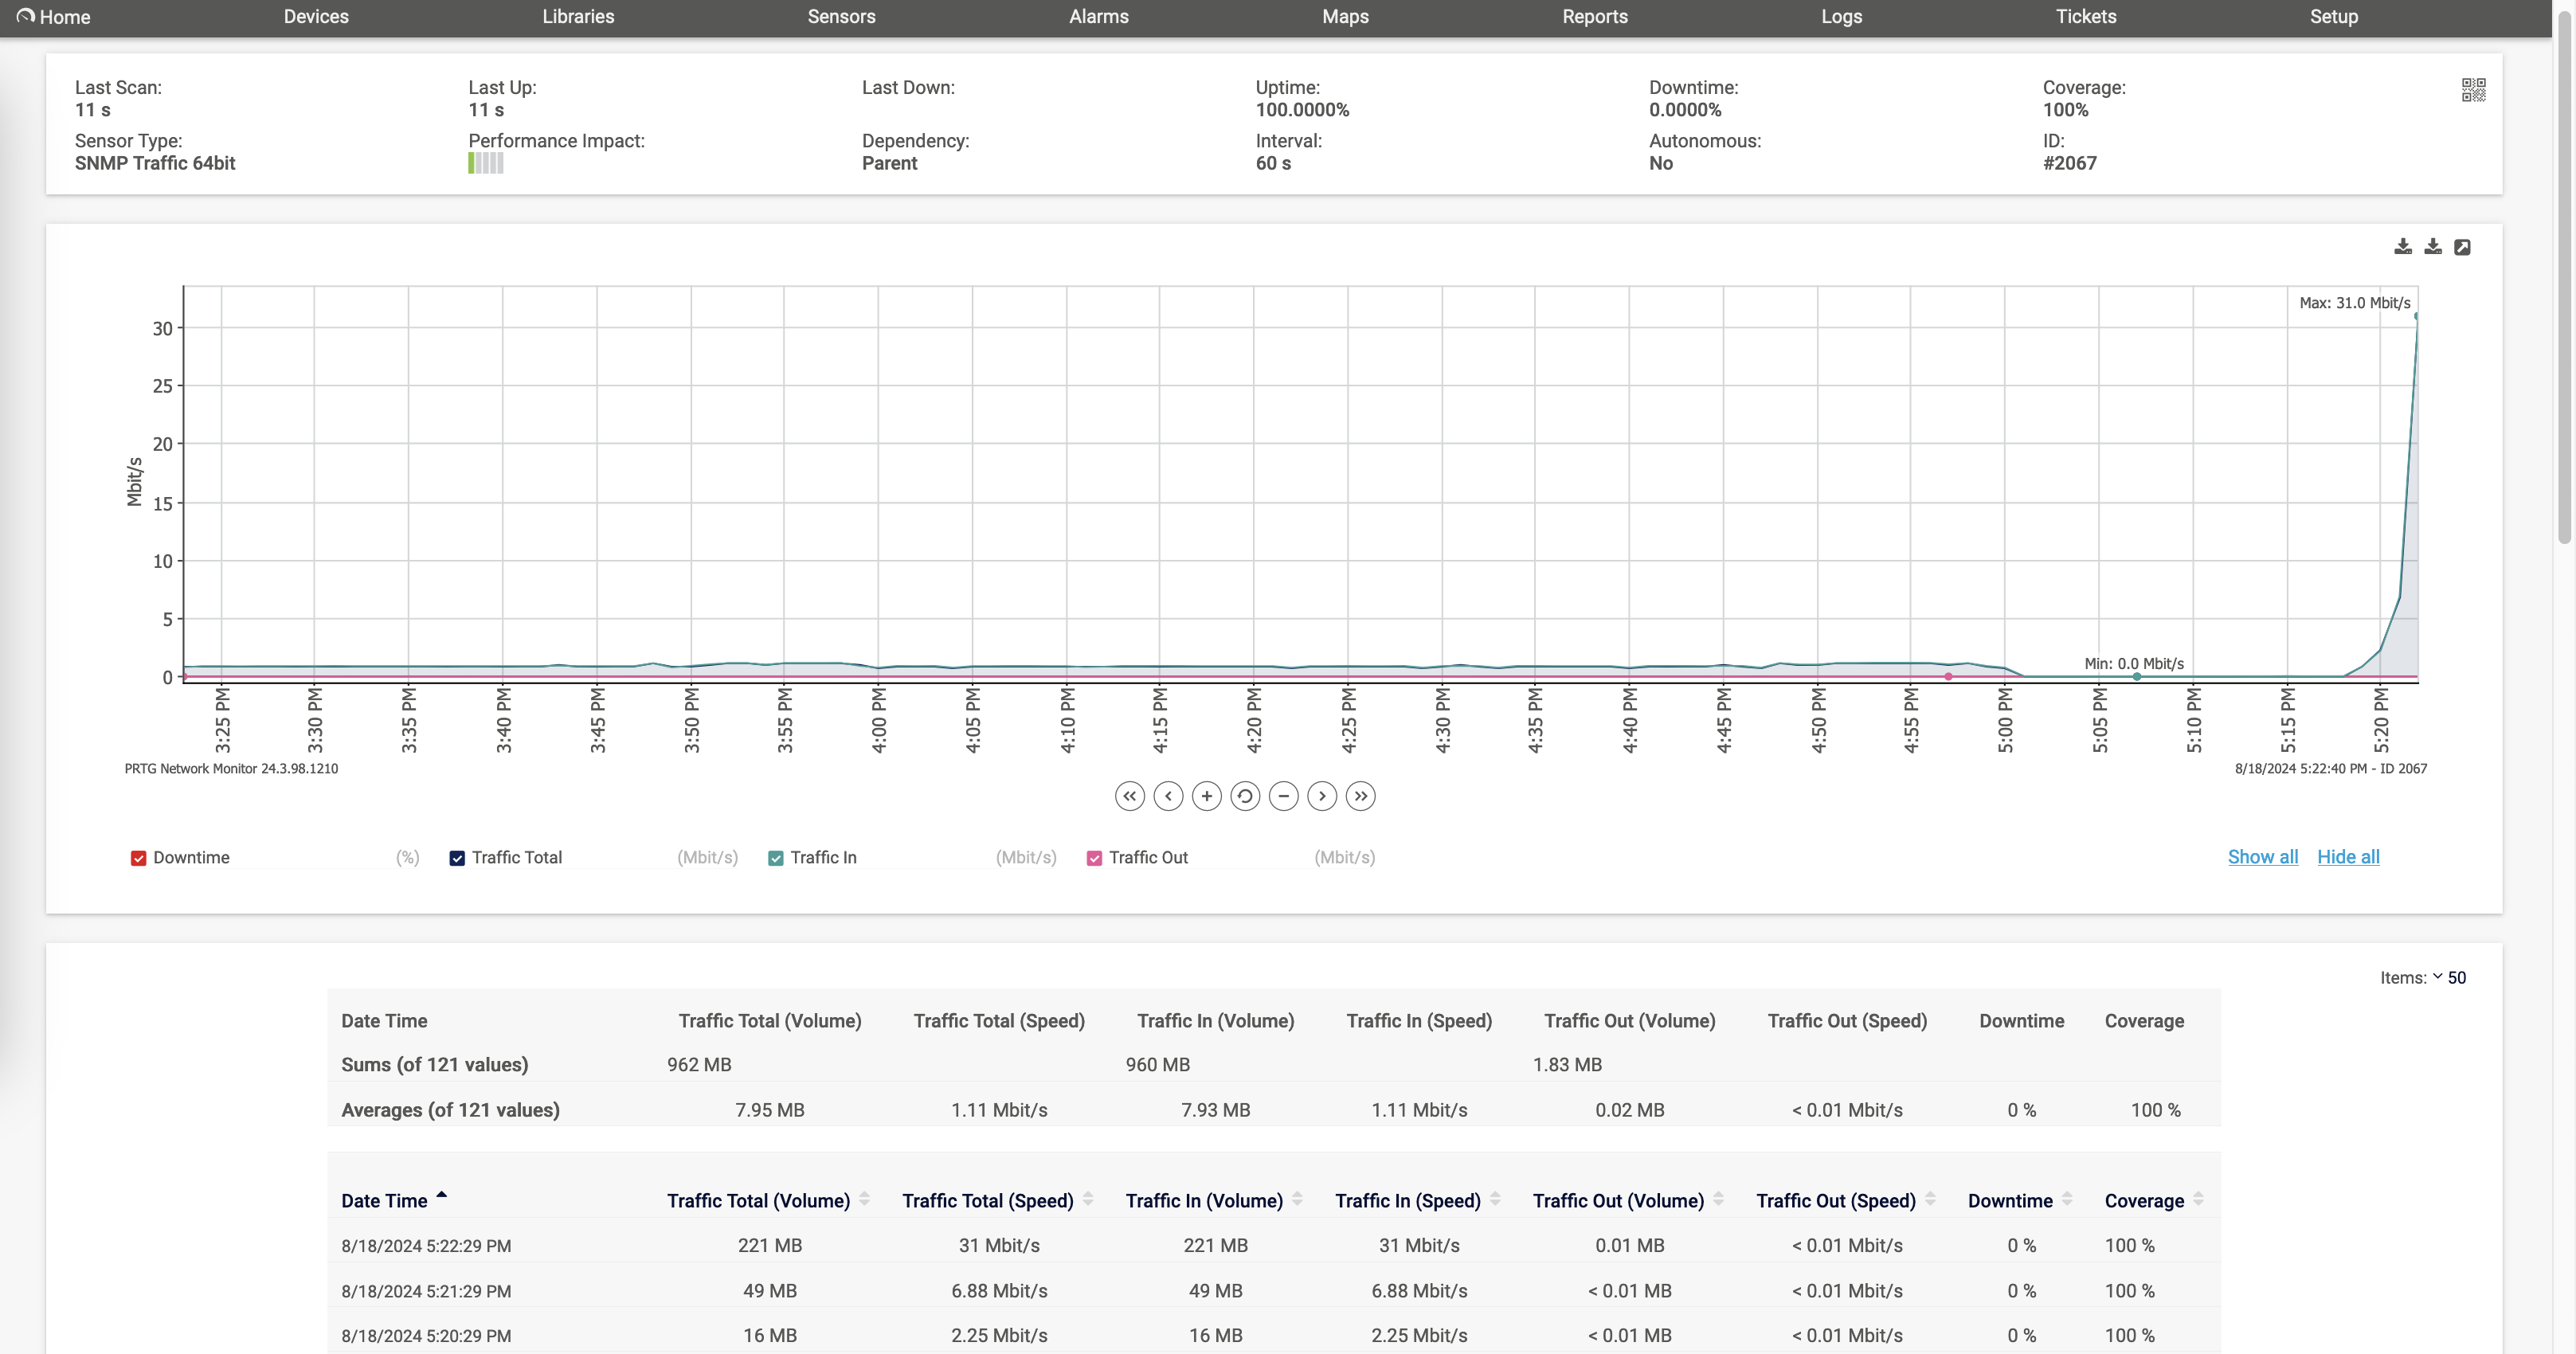 Home Devices Libraries Sensors Alarms Maps Reports Logs Tickets Setup
Last Scan: Last Up: Last Down: Uptime: Downtime: Coverage:
11 s 11 s 100.0000% 0.0000% 100%
Sensor Type: Performance Impact: Dependency: Interval: Autonomous: ID:
SNMP Traffic 64bit Parent 60 s No #2067
Max: 31.0 Mbit/s
30
25
20
15
10
5
0
Mbit/s
Min: 0.0 Mbit/s
3:25 PM 3:30 PM 3:35 PM 3:40 PM 3:45 PM 3:50 PM 3:55 PM 4:00 PM 4:05 PM 4:10 PM 4:15 PM 4:20 PM 4:25 PM 4:30 PM 4:35 PM 4:40 PM 4:45 PM 4:50 PM 4:55 PM 5:00 PM 5:05 PM 5:10 PM 5:15 PM 5:20 PM
PRTG Network Monitor 24.3.98.1210 8/18/2024 5:22:40 PM - ID 2067
Downtime (%) Traffic Total (Mbit/s) Traffic In (Mbit/s) Traffic Out (Mbit/s) Show all Hide all
Items: 50
Date Time Traffic Total (Volume) Traffic Total (Speed) Traffic In (Volume) Traffic In (Speed) Traffic Out (Volume) Traffic Out (Speed) Downtime Coverage
Sums (of 121 values) 962 MB 960 MB 1.83 MB
Averages (of 121 values) 7.95 MB 1.11 Mbit/s 7.93 MB 1.11 Mbit/s 0.02 MB < 0.01 Mbit/s 0 % 100 %
Date Time Traffic Total (Volume) Traffic Total (Speed) Traffic In (Volume) Traffic In (Speed) Traffic Out (Volume) Traffic Out (Speed) Downtime Coverage
8/18/2024 5:22:29 PM 221 MB 31 Mbit/s 221 MB 31 Mbit/s 0.01 MB < 0.01 Mbit/s 0 % 100 %
8/18/2024 5:21:29 PM 49 MB 6.88 Mbit/s 49 MB 6.88 Mbit/s < 0.01 MB < 0.01 Mbit/s 0 % 100 %
8/18/2024 5:20:29 PM 16 MB 2.25 Mbit/s 16 MB 2.25 Mbit/s < 0.01 MB < 0.01 Mbit/s 0 % 100 %